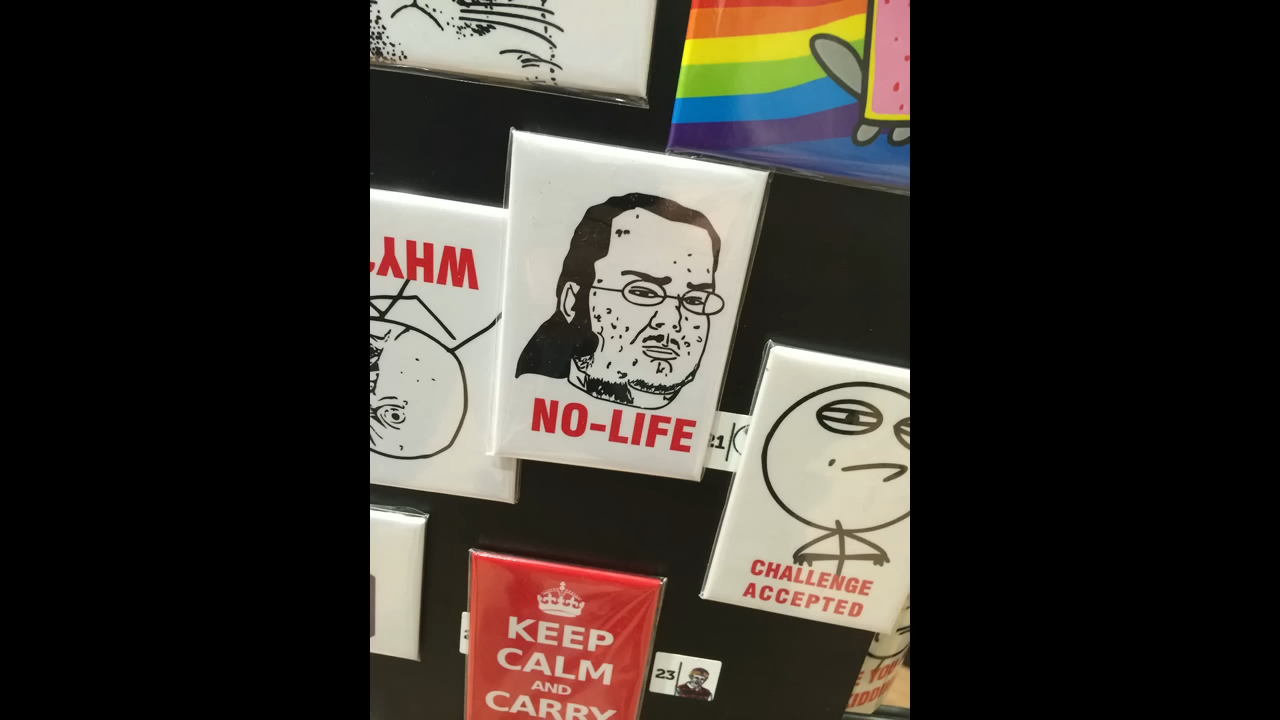 WHY
NO-LIFE
21
CHALLENGE
ACCEPTED
KEEP
CALM
AND
CARRY
23